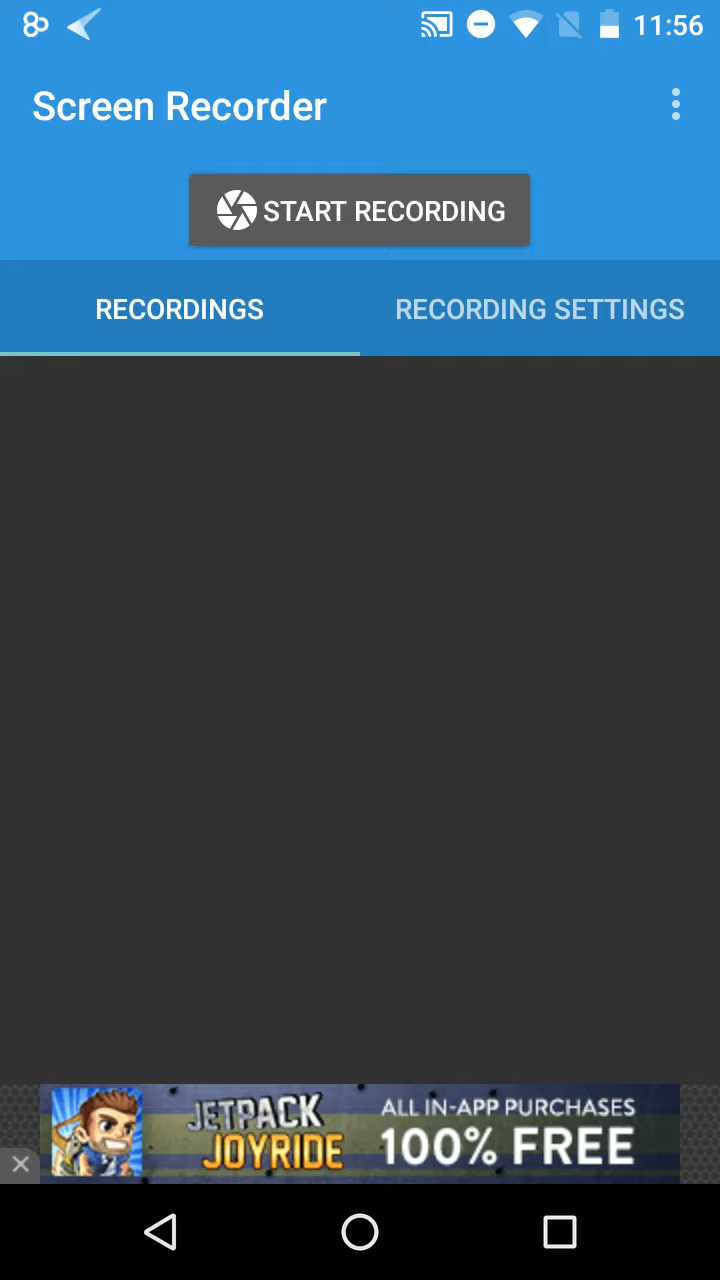 11:56
Screen Recorder
START RECORDING
RECORDINGS
RECORDING SETTINGS
JETPACK
JOYRIDE
ALL IN-APP PURCHASES
100% FREE